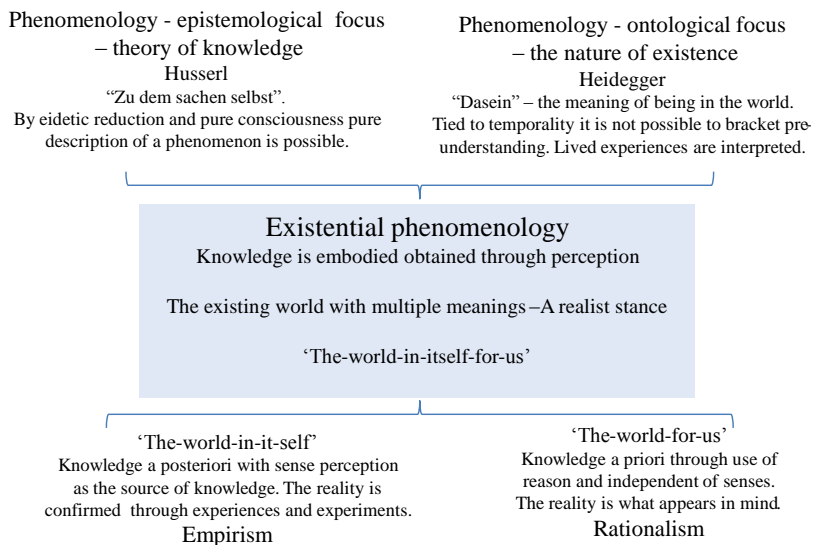 Phenomenology - epistemological focus
– theory of knowledge
Husserl
“Zu dem sachen selbst”.
By eidetic reduction and pure consciousness pure
description of a phenomenon is possible.
Phenomenology - ontological focus
– the nature of existence
Heidegger
“Dasein” – the meaning of being in the world.
Tied to temporality it is not possible to bracket pre-
understanding. Lived experiences are interpreted.
Existential phenomenology
Knowledge is embodied obtained through perception
The existing world with multiple meanings – A realist stance
‘The-world-in-itself-for-us’
‘The-world-in-it-self’
Knowledge a posteriori with sense perception
as the source of knowledge. The reality is
confirmed through experiences and experiments.
Empirism
‘The-world-for-us’
Knowledge a priori through use of
reason and independent of senses.
The reality is what appears in mind.
Rationalism